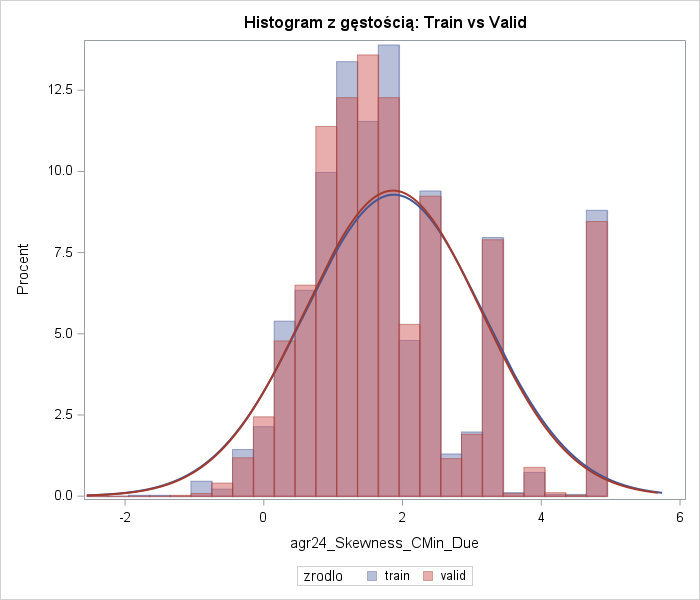 Histogram z gęstością: Train vs Valid
Procent
12.5
10.0
7.5
5.0
2.5
0.0
-2 0 2 4 6
agr24_Skewness_CMin_Due
zrodlo train valid